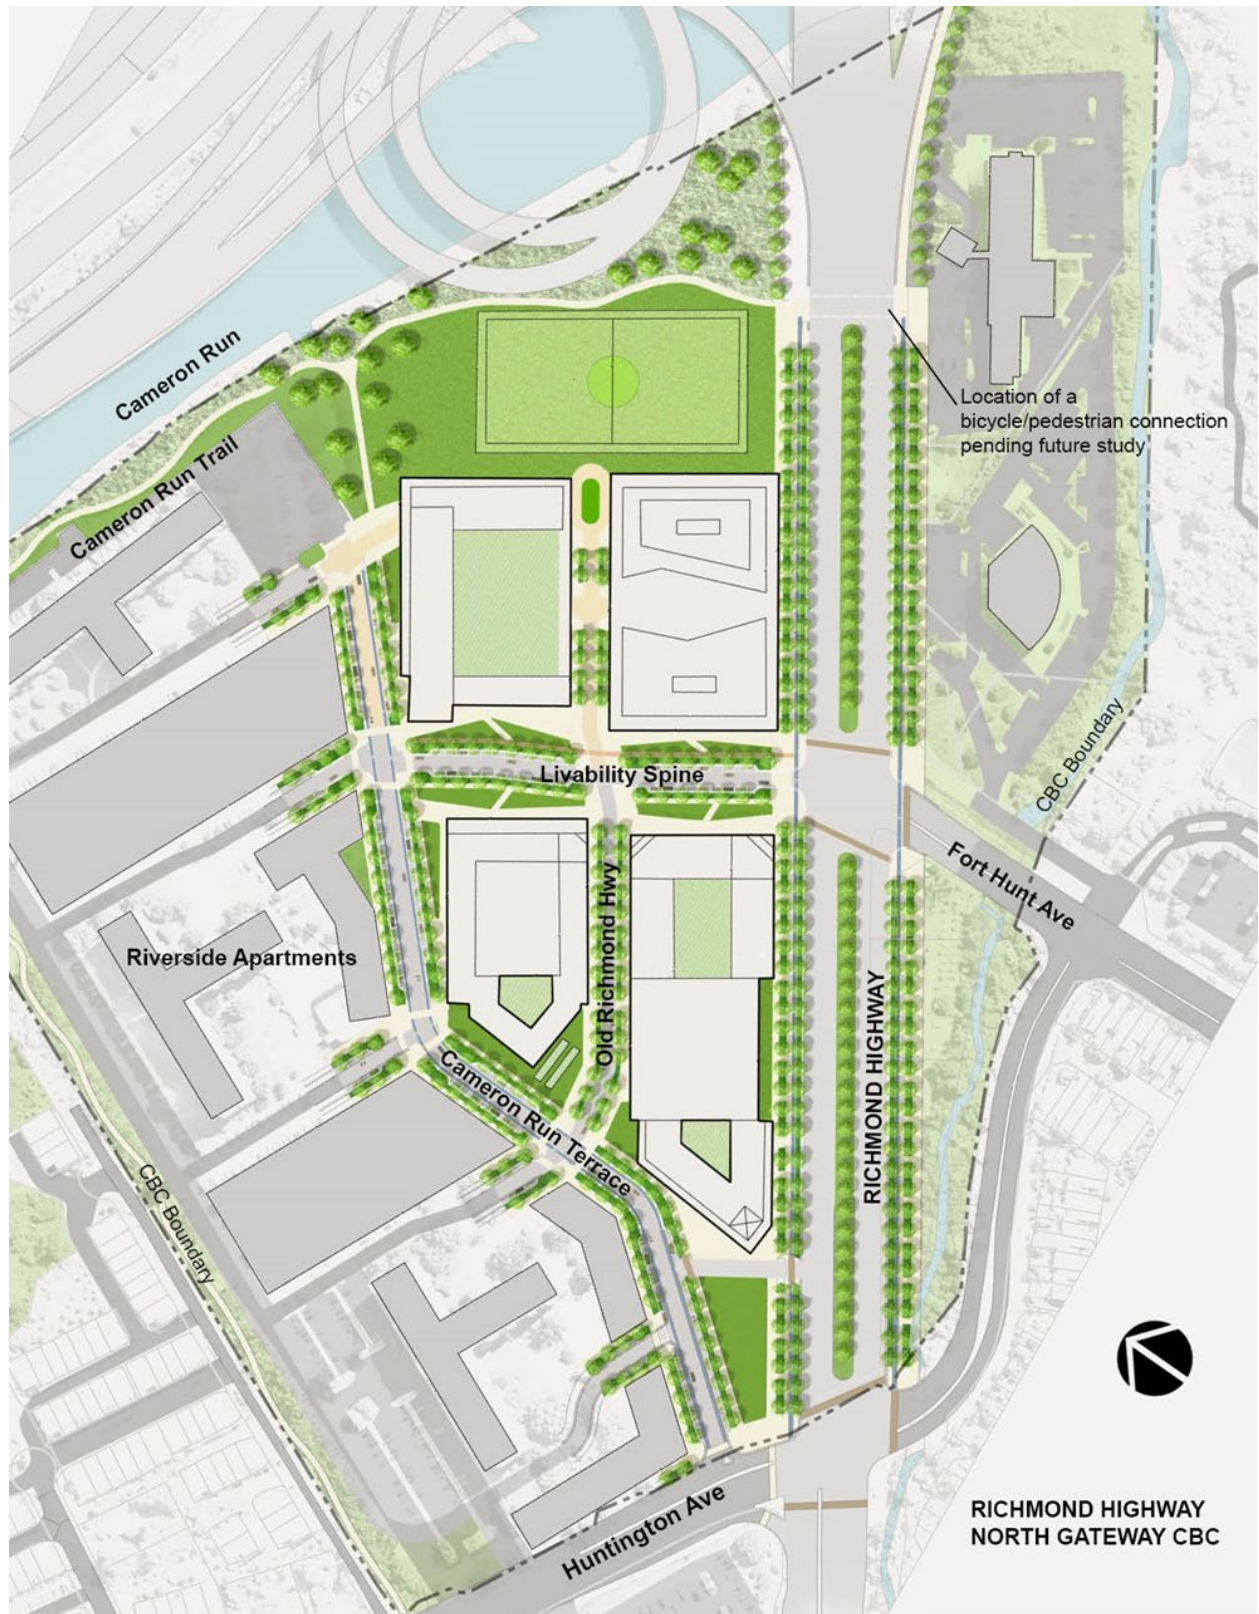 Cameron Run
Location of a
bicycle/pedestrian connection
pending future study
Cameron Run Trail
CBC Boundary
Livability Spine
Fort Hunt Ave
Old Richmond Hwy
Riverside Apartments
RICHMOND HIGHWAY
Cameron Run Terrace
CBC Boundary
Huntington Ave
RICHMOND HIGHWAY
NORTH GATEWAY CBC